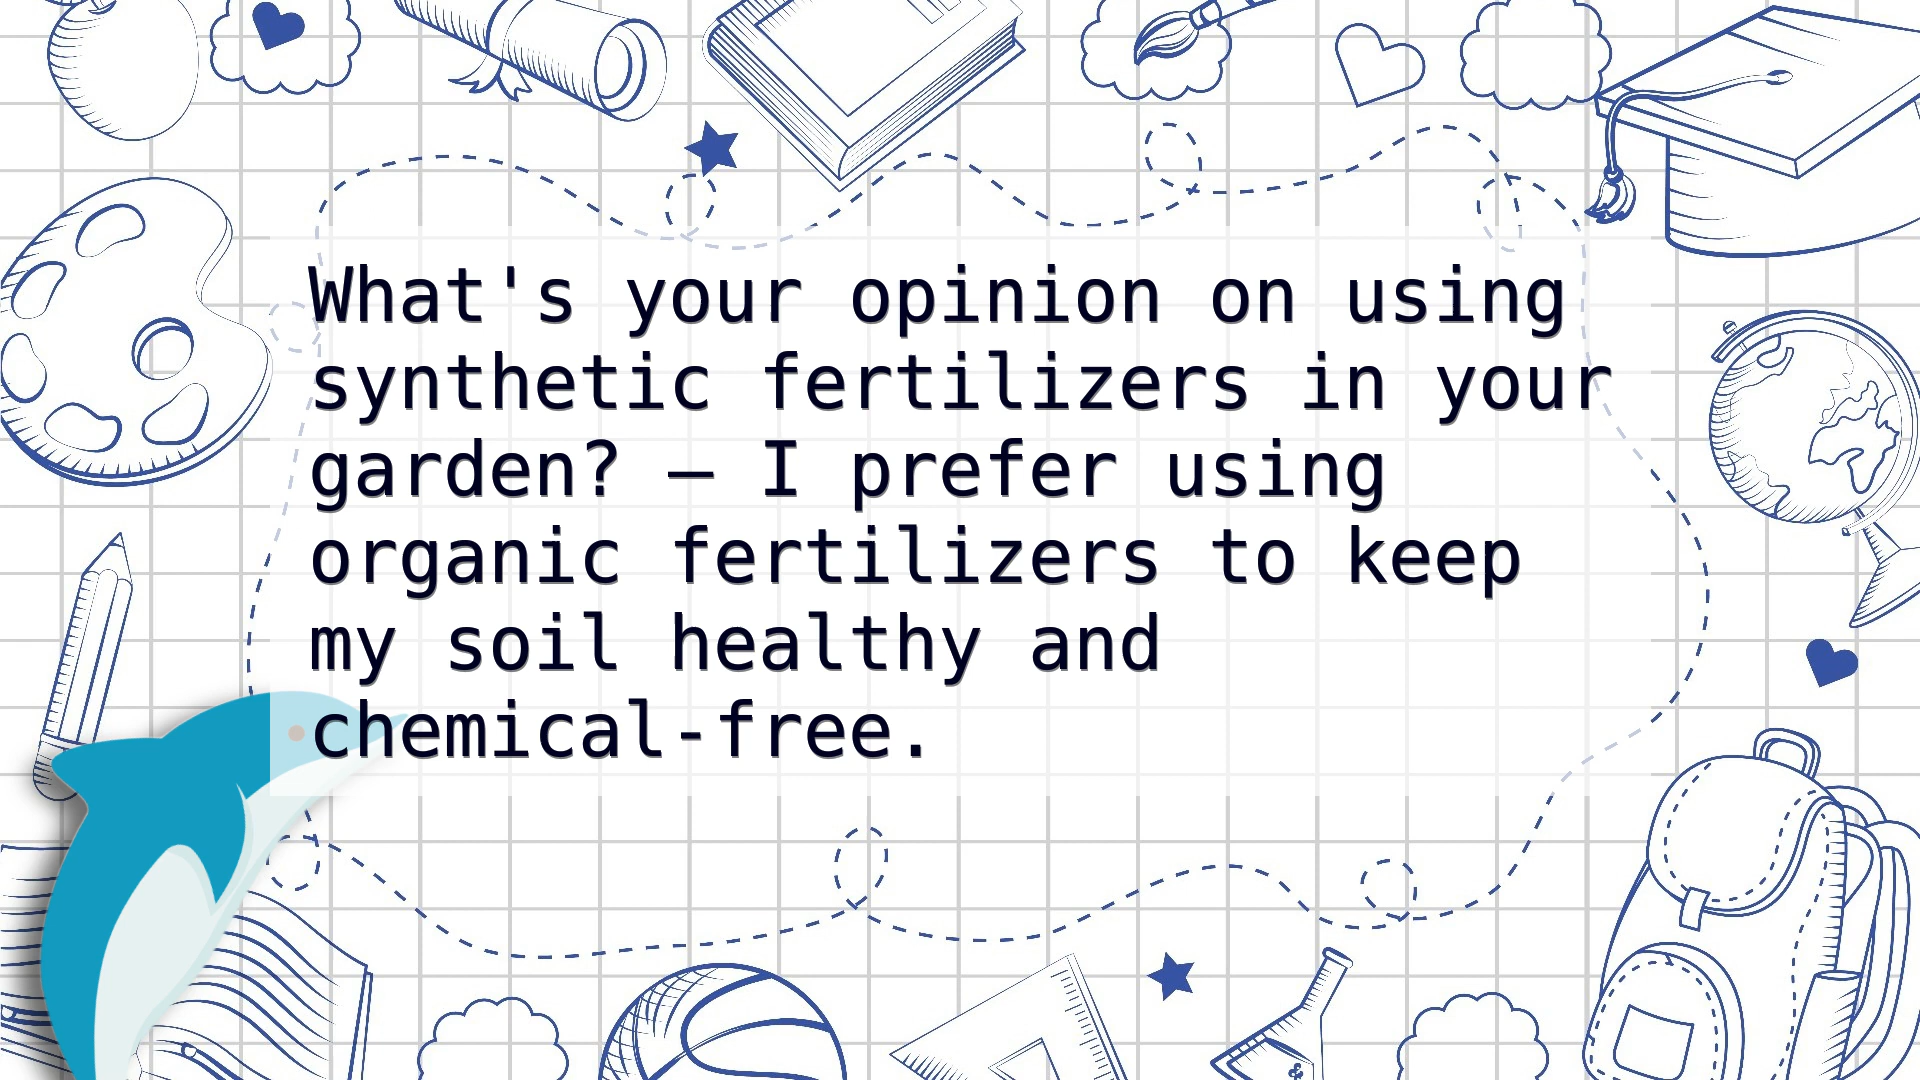 What's your opinion on using
synthetic fertilizers in your
garden? – I prefer using
organic fertilizers to keep
my soil healthy and
chemical-free.